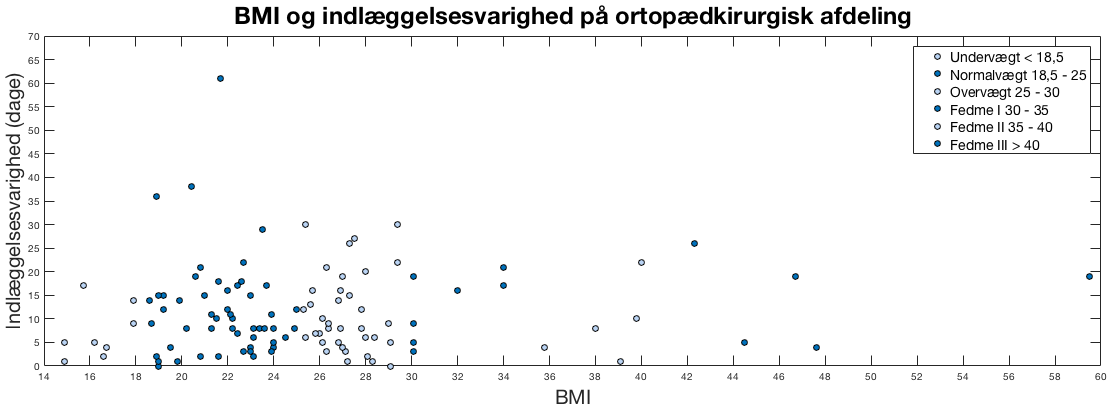 BMI og indlæggelsesvarighed på ortopædkirurgisk afdeling
Indlæggelsesvarighed (dage)
70
65
60
55
50
45
40
35
30
25
20
15
10
5
0
Undervægt < 18,5
Normalvægt 18,5 - 25
Overvægt 25 - 30
Fedme I 30 - 35
Fedme II 35 - 40
Fedme III > 40
14 16 18 20 22 24 26 28 30 32 34 36 38 40 42 44 46 48 50 52 54 56 58 60
BMI